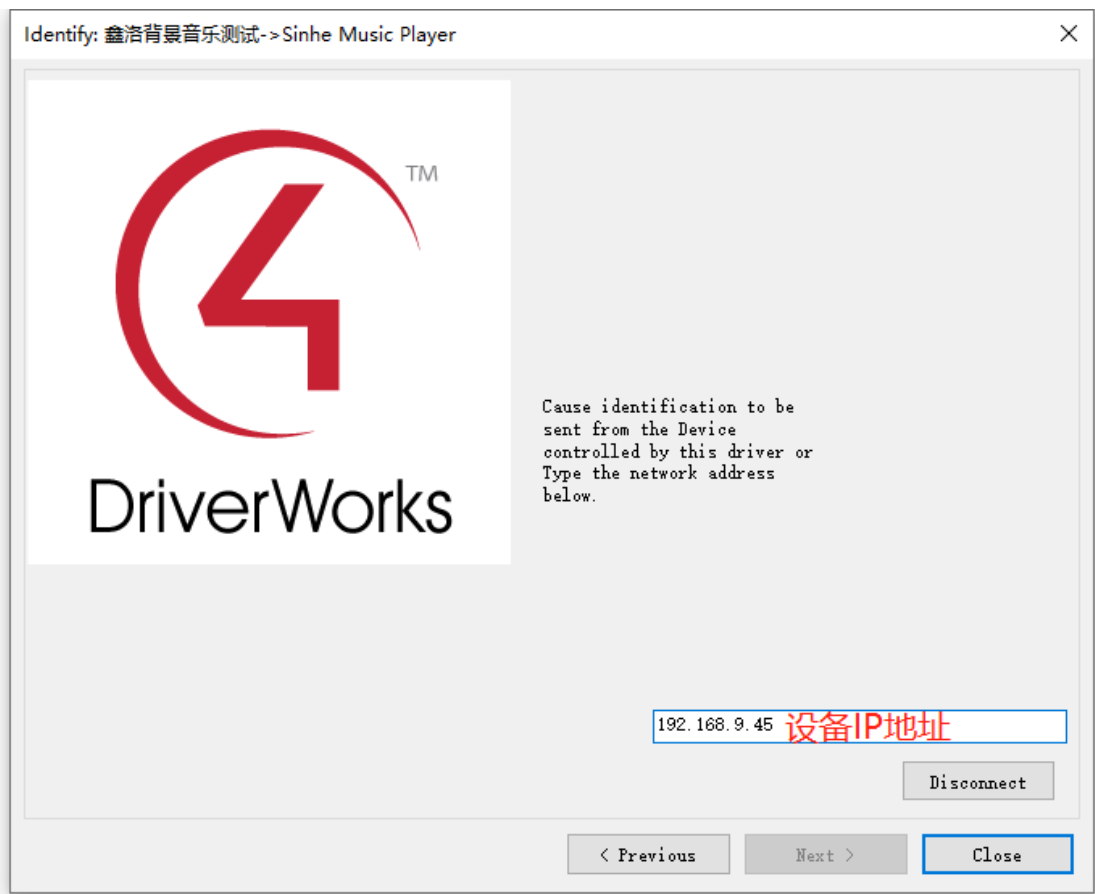 Identify: 鑫洛背景音乐测试->Sinhe Music Player
TM
4
DriverWorks
Cause identification to be
sent from the Device
controlled by this driver or
Type the network address
below.
192.168.9.45 设备IP地址
Disconnect
< Previous
Next >
Close